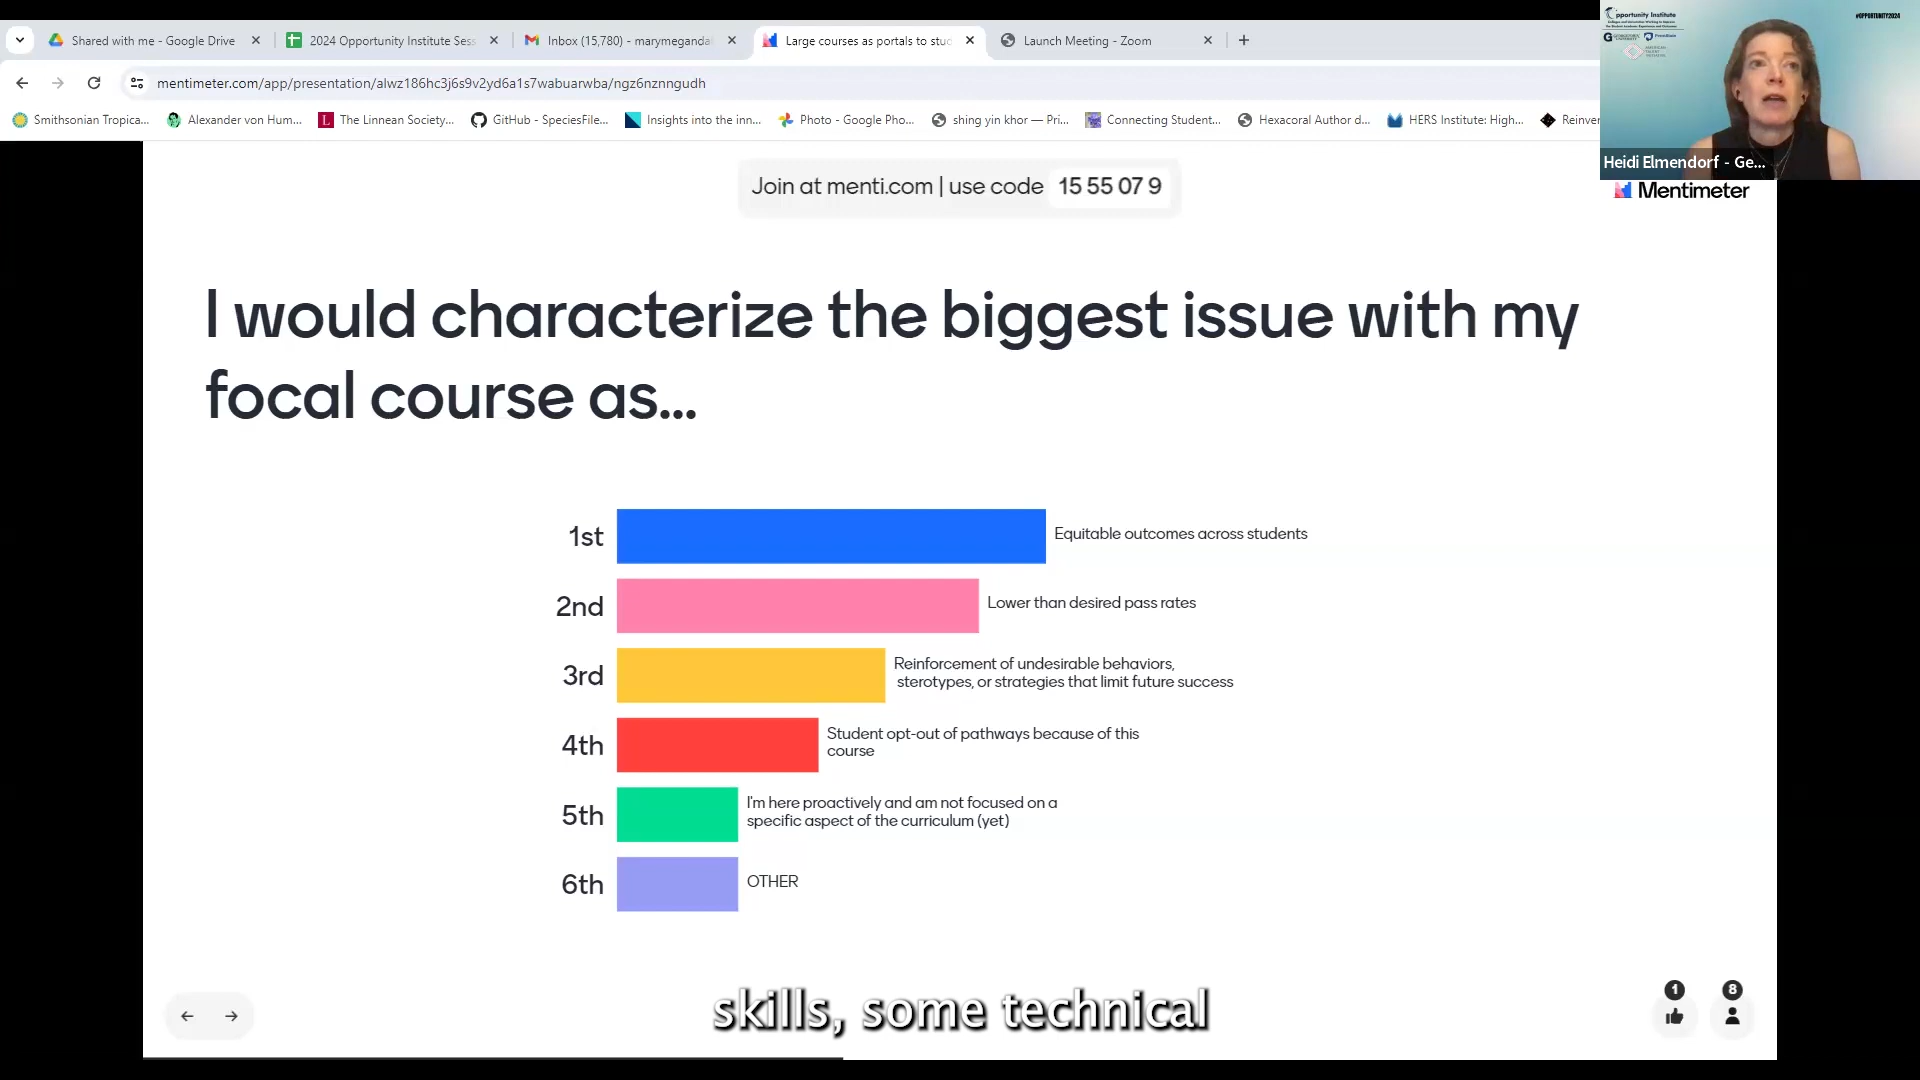 Shared with me - Google Drive
2024 Opportunity Institute Sess
Inbox (15,780) - marymeganda
Large courses as portals to stud
Launch Meeting - Zoom
mentimeter.com/app/presentation/alwz186hc3j6s9v2yd6a1s7wabuarwba/ngz6nznngudh
Smithsonian Tropica...
Alexander von Hum...
The Linnean Society...
GitHub - SpeciesFile...
Insights into the inn...
Photo - Google Pho...
shing yin khor — Pri...
Connecting Student...
Hexacoral Author d...
HERS Institute: High...
Reinver
pportunity Institute
#OPPORTUNITY2024
Heidi Elmendorf - Ge...
Mentimeter
Join at menti.com | use code 15 55 07 9
I would characterize the biggest issue with my
focal course as...
1st
Equitable outcomes across students
2nd
Lower than desired pass rates
3rd
Reinforcement of undesirable behaviors,
sterotypes, or strategies that limit future success
4th
Student opt-out of pathways because of this
course
5th
I'm here proactively and am not focused on a
specific aspect of the curriculum (yet)
6th
OTHER
1
8
skills, some technical